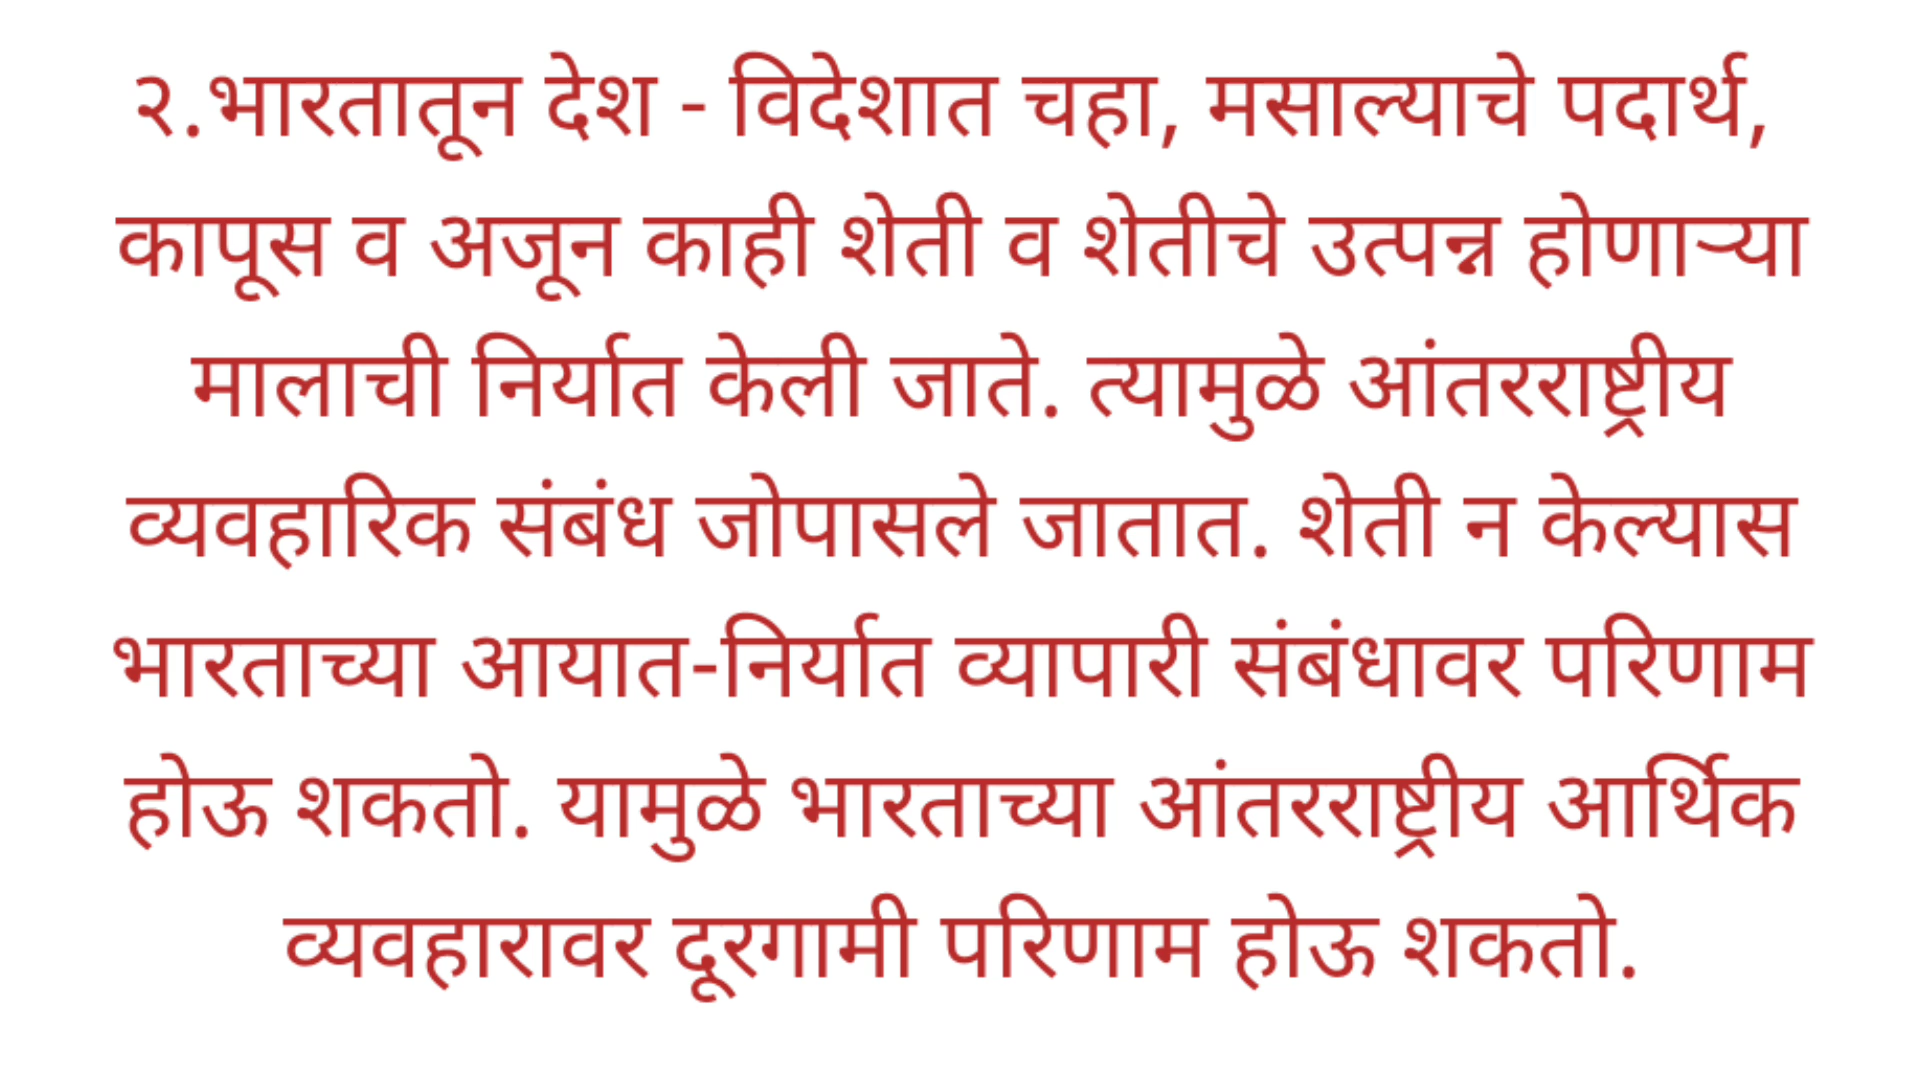 २.भारतातून देश - विदेशात चहा, मसाल्याचे पदार्थ,
कापूस व अजून काही शेती व शेतीचे उत्पन्न होणाऱ्या
मालाची निर्यात केली जाते. त्यामुळे आंतरराष्ट्रीय
व्यवहारिक संबंध जोपासले जातात. शेती न केल्यास
भारताच्या आयात-निर्यात व्यापारी संबंधावर परिणाम
होऊ शकतो. यामुळे भारताच्या आंतरराष्ट्रीय आर्थिक
व्यवहारावर दूरगामी परिणाम होऊ शकतो.